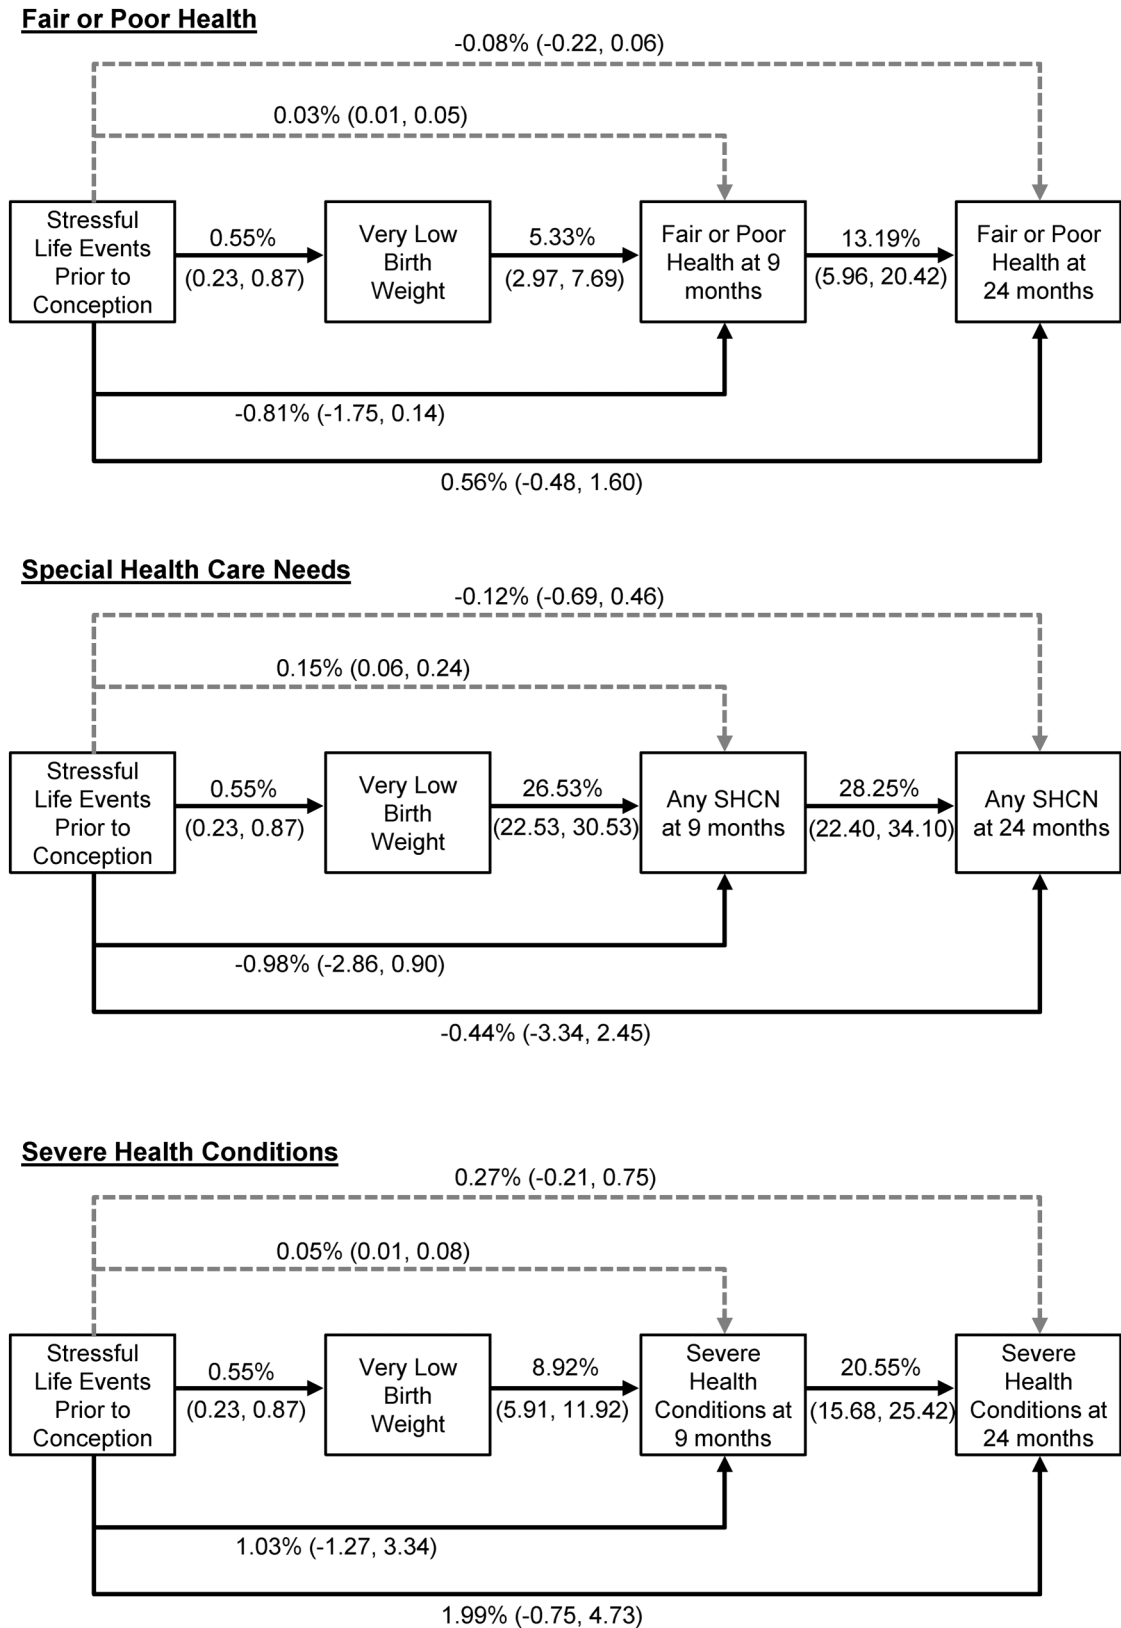 Fair or Poor Health
-0.08% (-0.22, 0.06)
0.03% (0.01, 0.05)
Stressful
Life Events
Prior to
Conception
0.55%
(0.23, 0.87)
Very Low
Birth
Weight
5.33%
(2.97, 7.69)
Fair or Poor
Health at 9
months
13.19%
(5.96, 20.42)
Fair or Poor
Health at
24 months
-0.81% (-1.75, 0.14)
0.56% (-0.48, 1.60)
Special Health Care Needs
-0.12% (-0.69, 0.46)
0.15% (0.06, 0.24)
Stressful
Life Events
Prior to
Conception
0.55%
(0.23, 0.87)
Very Low
Birth
Weight
26.53%
(22.53, 30.53)
Any SHCN
at 9 months
28.25%
(22.40, 34.10)
Any SHCN
at 24 months
-0.98% (-2.86, 0.90)
-0.44% (-3.34, 2.45)
Severe Health Conditions
0.27% (-0.21, 0.75)
0.05% (0.01, 0.08)
Stressful
Life Events
Prior to
Conception
0.55%
(0.23, 0.87)
Very Low
Birth
Weight
8.92%
(5.91, 11.92)
Severe
Health
Conditions at
9 months
20.55%
(15.68, 25.42)
Severe
Health
Conditions at
24 months
1.03% (-1.27, 3.34)
1.99% (-0.75, 4.73)